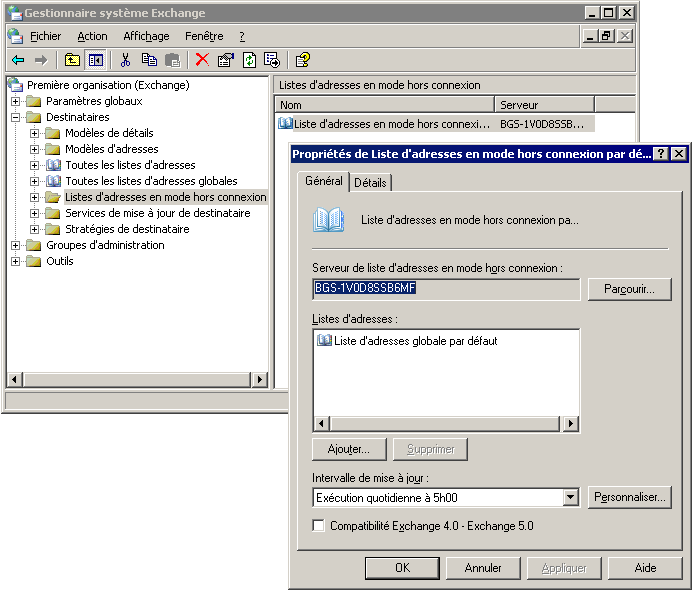 Gestionnaire système Exchange
Fichier Action Affichage Fenêtre ?
Première organisation (Exchange)
Paramètres globaux
Destinataires
Modèles de détails
Modèles d'adresses
Toutes les listes d'adresses
Toutes les listes d'adresses globales
Listes d'adresses en mode hors connexion
Services de mise à jour de destinataire
Stratégies de destinataire
Groupes d'administration
Outils
Listes d'adresses en mode hors connexion
Nom Serveur
Liste d'adresses en mode hors connexi... BGS-1V0D8SSB...
Propriétés de Liste d'adresses en mode hors connexion par dé...
Général Détails
Liste d'adresses en mode hors connexion pa...
Serveur de liste d'adresses en mode hors connexion :
BGS-1V0D8SSB6MF Parcourir...
Listes d'adresses :
Liste d'adresses globale par défaut
Ajouter... Supprimer
Intervalle de mise à jour :
Exécution quotidienne à 5h00 Personnaliser...
Compatibilité Exchange 4.0 - Exchange 5.0
OK Annuler Appliquer Aide